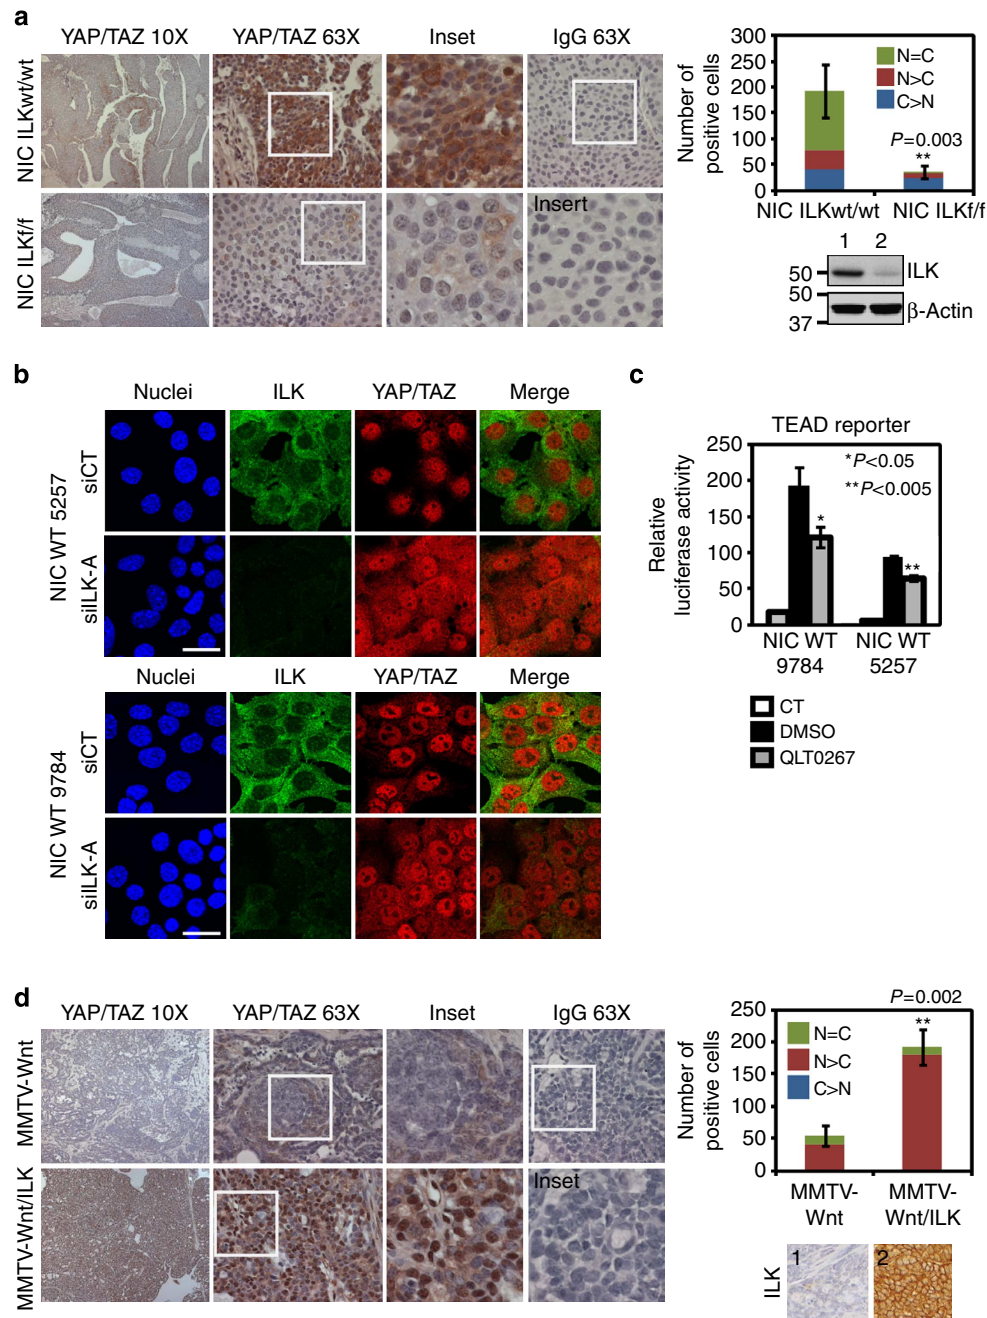 a
YAP/TAZ 10X YAP/TAZ 63X Inset IgG 63X
NIC ILKwt/wt
NIC ILKf/f
Insert
Number of positive cells
300
250
200
150
100
50
0
N=C
N>C
C>N
P=0.003
**
NIC ILKwt/wt NIC ILKf/f
1 2
50 ILK
50
37 β-Actin
b
Nuclei ILK YAP/TAZ Merge
NIC WT 5257
siCT
siILK-A
Nuclei ILK YAP/TAZ Merge
NIC WT 9784
siCT
siILK-A
c
TEAD reporter
Relative luciferase activity
250
200
150
100
50
0
*P<0.05
**P<0.005
*
**
NIC WT 9784
NIC WT 5257
CT
DMSO
QLT0267
d
YAP/TAZ 10X YAP/TAZ 63X Inset IgG 63X
MMTV-Wnt
MMTV-Wnt/ILK
Inset
Number of positive cells
250
200
150
100
50
0
N=C
N>C
C>N
P=0.002
**
MMTV-Wnt
MMTV-Wnt/ILK
ILK
1 2